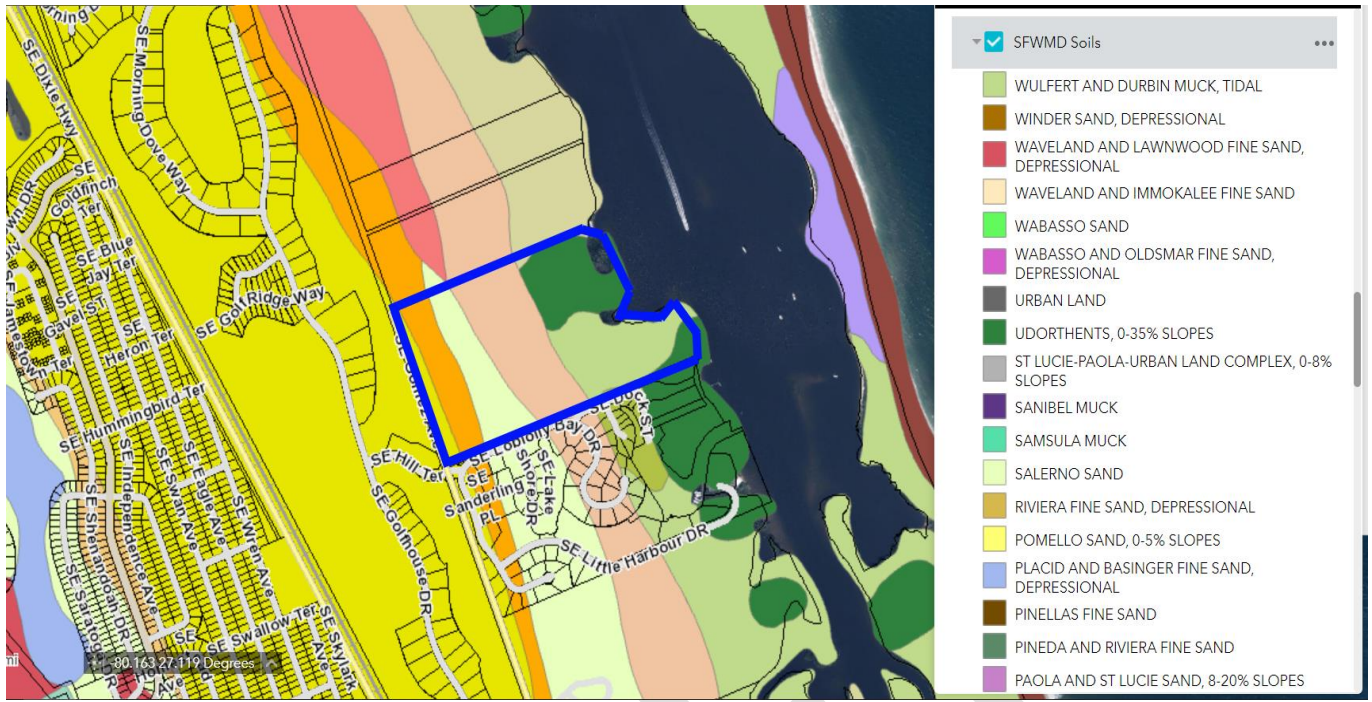 SE Dixie Hwy
SE Morning Dove Way
SE
Goldfinch
Ter
SE Blue
Jay Ter
SE
Gavel ST
Heron Ter
SE Golf Ridge Way
SE Hummingbird Ter
SE Independence Ave
SE Shenandoah DR
SE Swan Ave
SE Eagle Ave
SE Wren Ave
SE Swallow Ter
SE Skylark
Ave
SE
Ave
SE Hill Ter
SE Golfhouse DR
SE Loblolly Bay DR
SE Dock ST
SE
Sanderling
PL
SE Lake
Shore DR
SE Little Harbour DR
mi
-80.163 27.119 Degrees
SFWMD Soils
WULFERT AND DURBIN MUCK, TIDAL
WINDER SAND, DEPRESSIONAL
WAVELAND AND LAWNWOOD FINE SAND,
DEPRESSIONAL
WAVELAND AND IMMOKALEE FINE SAND
WABASSO SAND
WABASSO AND OLDSMAR FINE SAND,
DEPRESSIONAL
URBAN LAND
UDORTHENTS, 0-35% SLOPES
ST LUCIE-PAOLA-URBAN LAND COMPLEX, 0-8%
SLOPES
SANIBEL MUCK
SAMSULA MUCK
SALERNO SAND
RIVIERA FINE SAND, DEPRESSIONAL
POMELLO SAND, 0-5% SLOPES
PLACID AND BASINGER FINE SAND,
DEPRESSIONAL
PINELLAS FINE SAND
PINEDA AND RIVIERA FINE SAND
PAOLA AND ST LUCIE SAND, 8-20% SLOPES